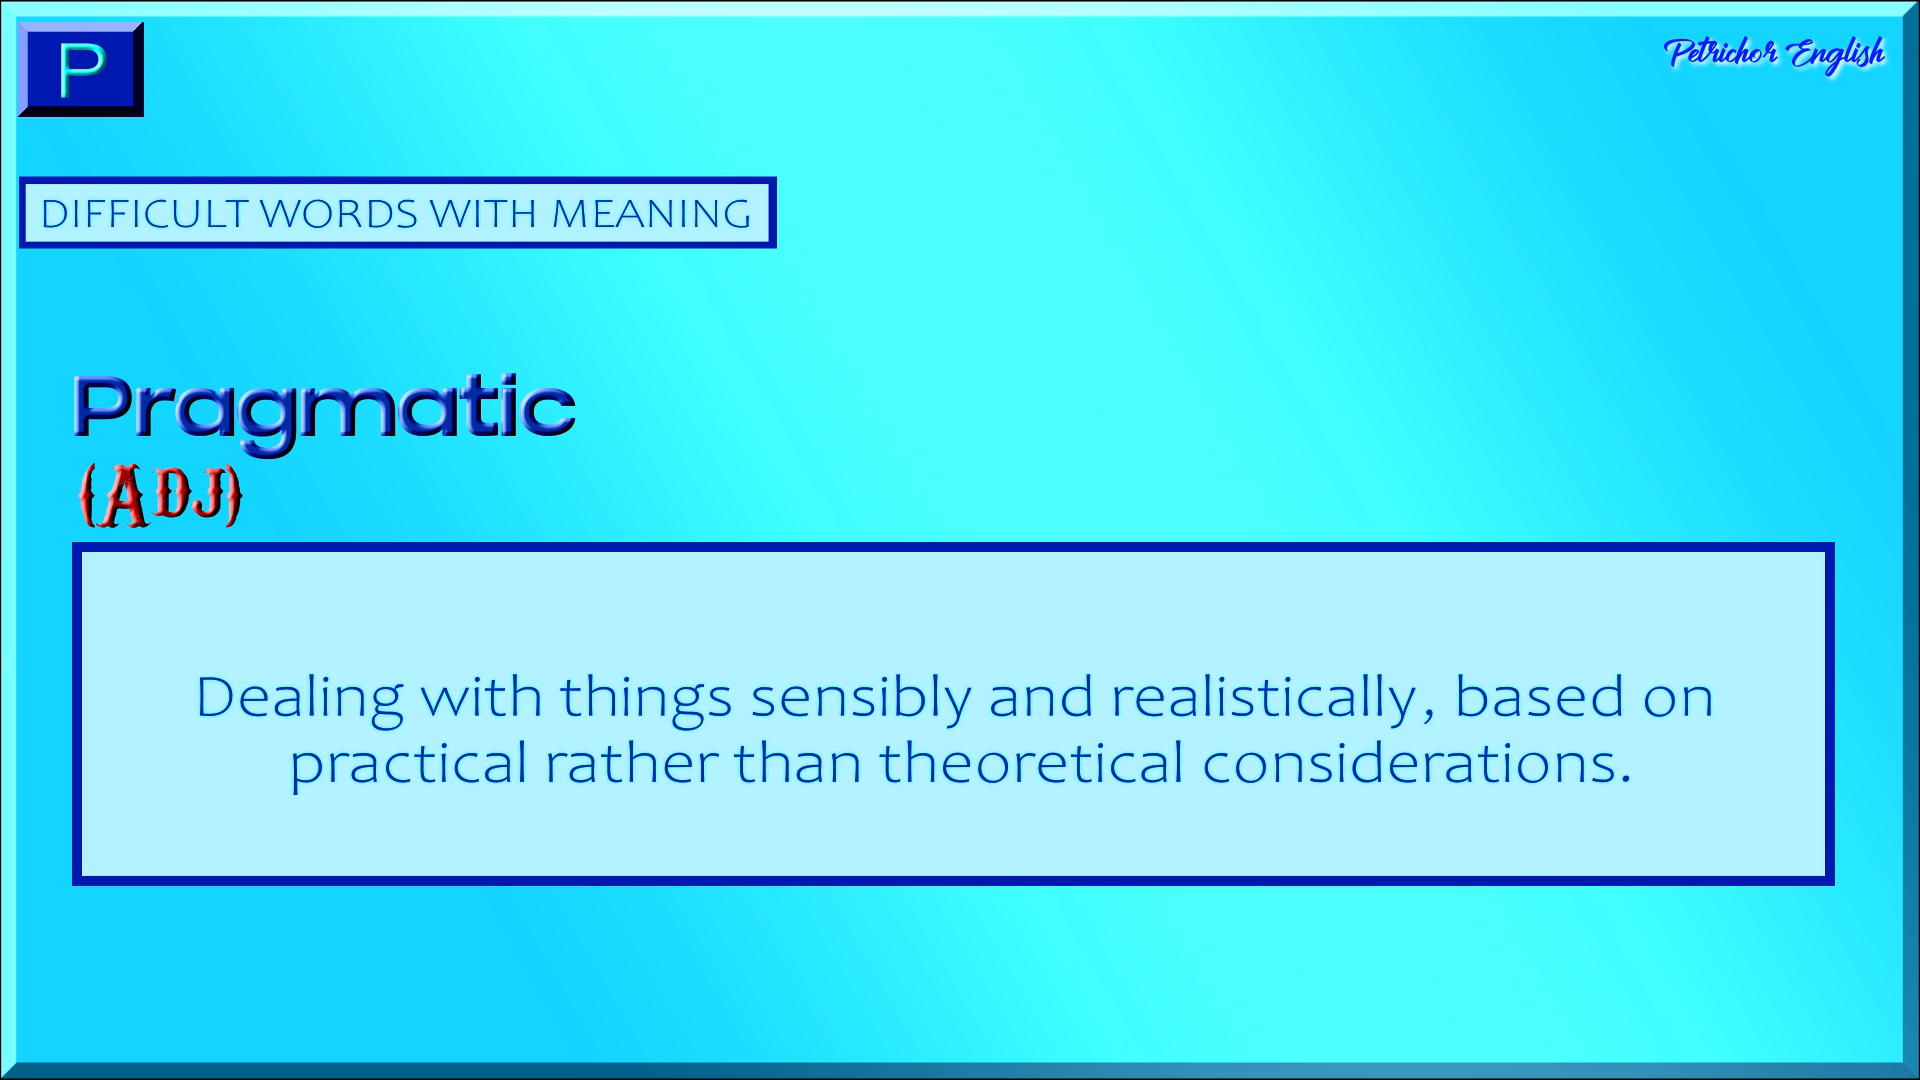 P
Petrichor English
DIFFICULT WORDS WITH MEANING
Pragmatic
(ADJ)
Dealing with things sensibly and realistically, based on
practical rather than theoretical considerations.